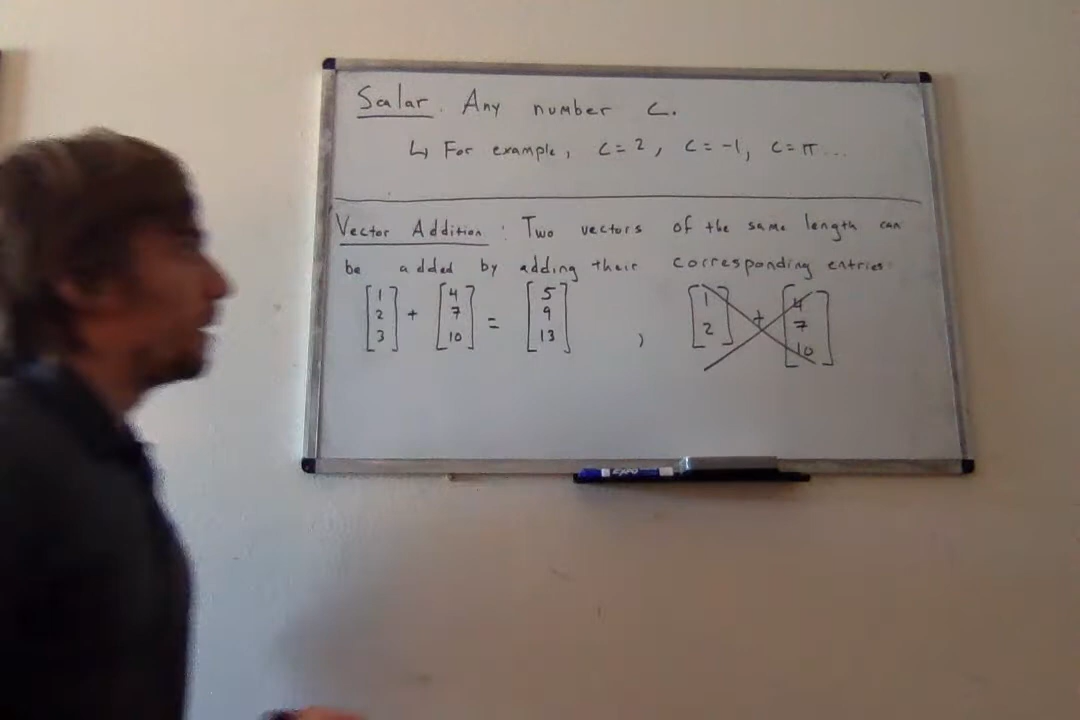 Scalar. Any number c.
↳ For example, c=2, c=-1, c=π...
Vector Addition: Two vectors of the same length can
be added by adding their corresponding entries:
[1 2 3] + [4 7 10] = [5 9 13] , [1 2] + [4 7 10]
EXPO